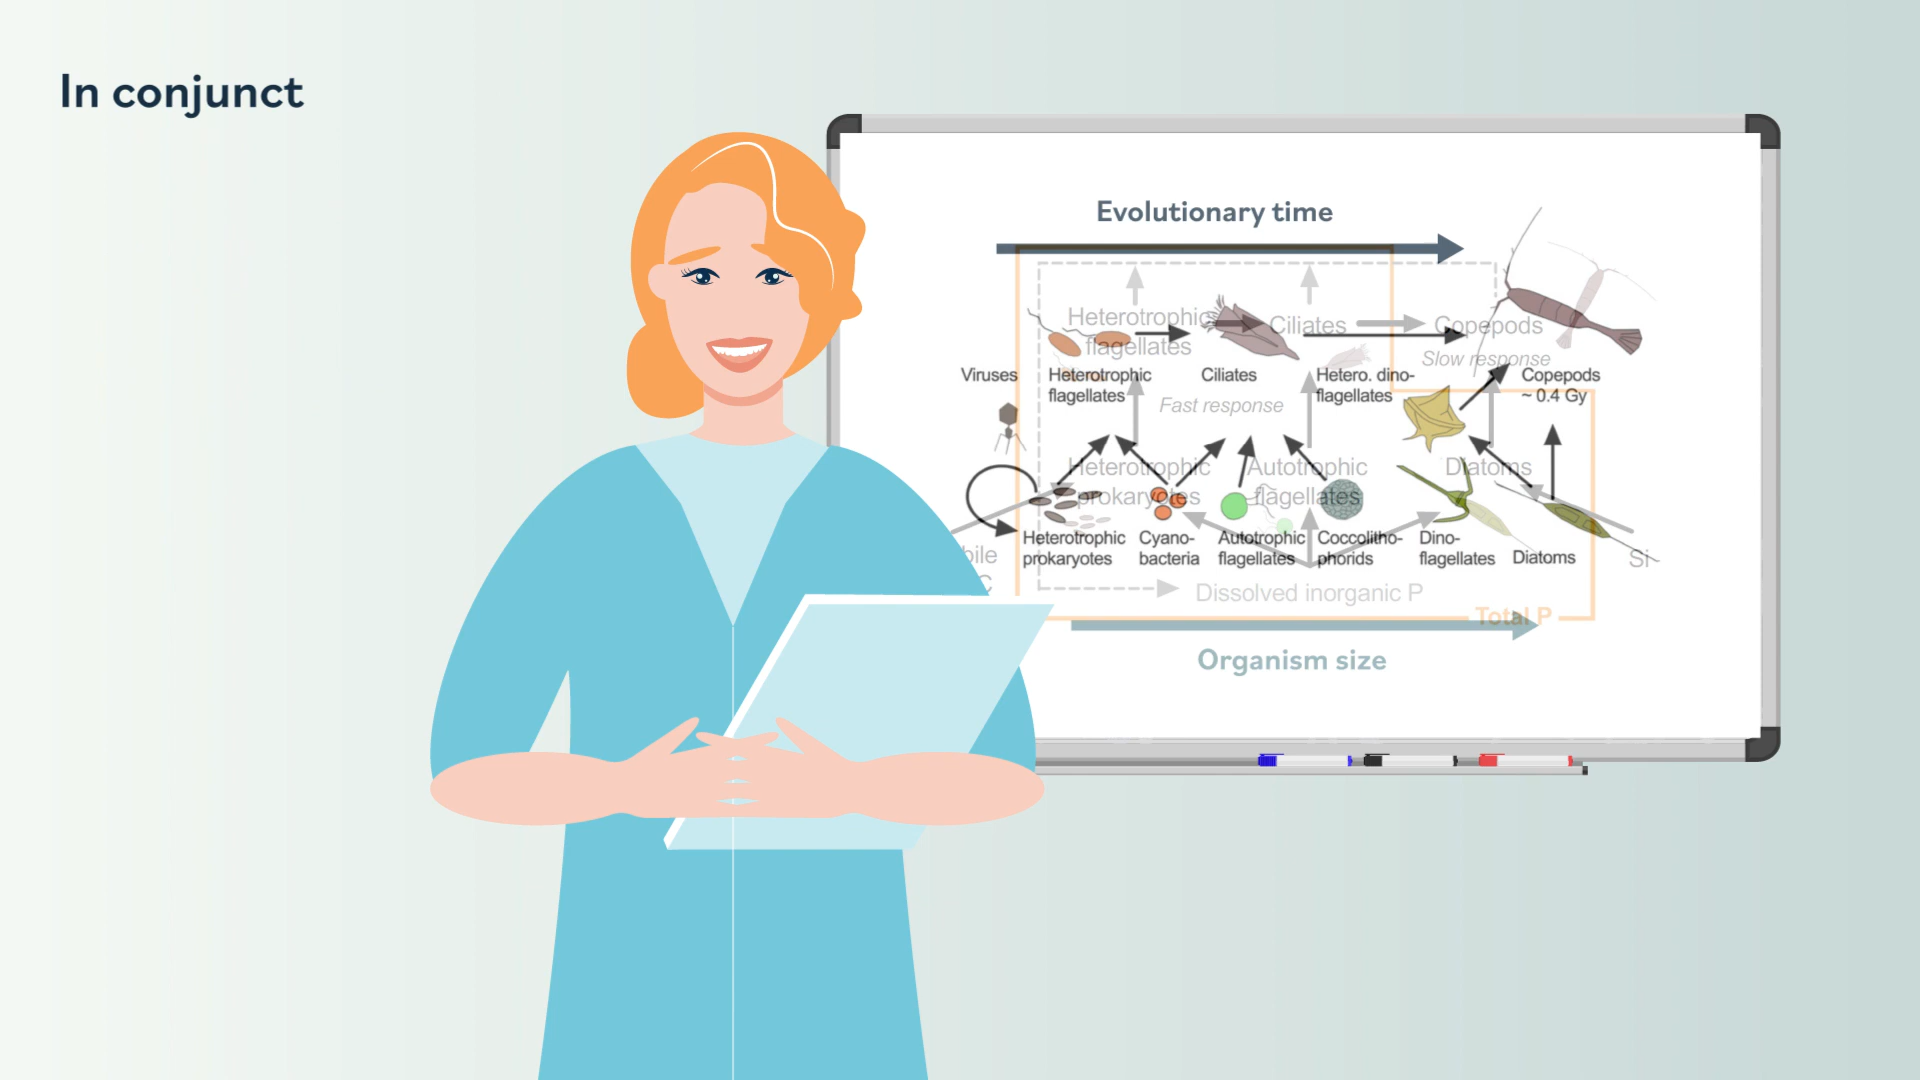 In conjunct
Evolutionary time
Heterotrophic
flagellates
Ciliates
Copepods
Slow response
Viruses
Heterotrophic
flagellates
Ciliates
Hetero. dino-
flagellates
Copepods
~ 0.4 Gy
Fast response
Heterotrophic
prokaryotes
Autotrophic
flagellates
Diatoms
Heterotrophic
prokaryotes
Cyano-
bacteria
Autotrophic
flagellates
Coccolitho-
phorids
Dino-
flagellates
Diatoms
Si
Dissolved inorganic P
Total P
Organism size